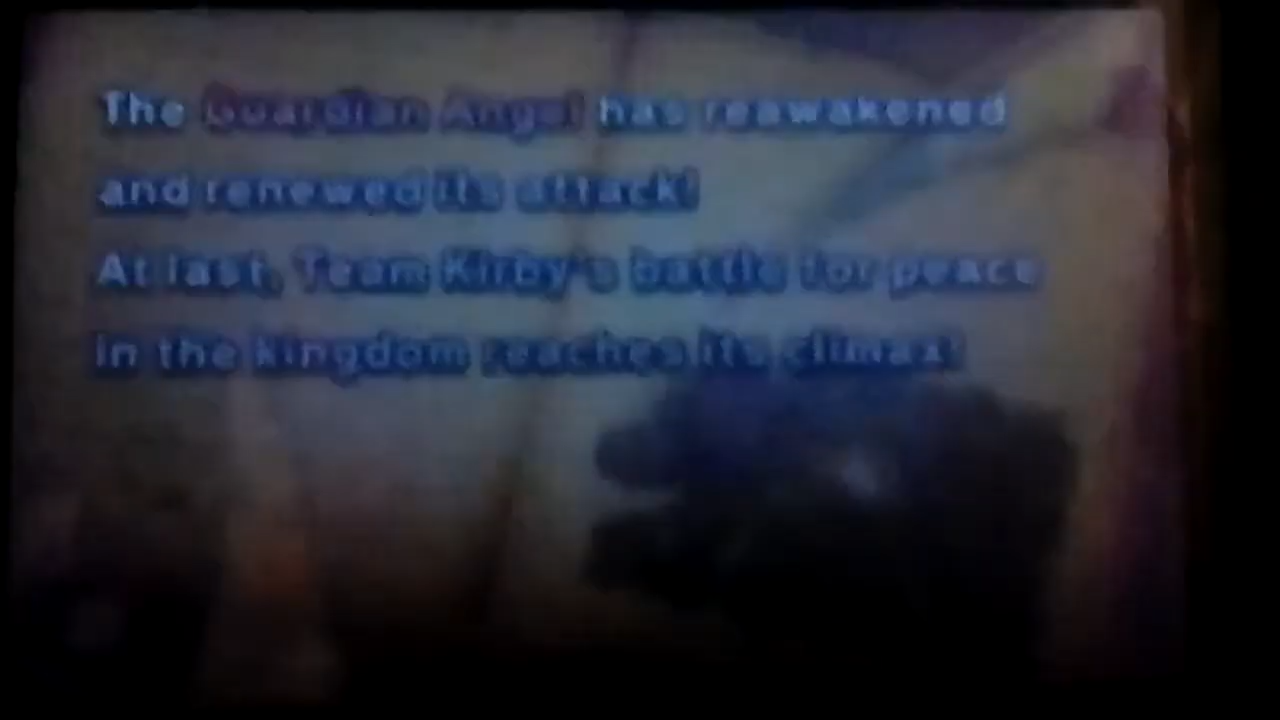 The Guardian Angel has reawakened
and renewed its attack!
At last, Team Kirby's battle for peace
in the kingdom reaches its climax!